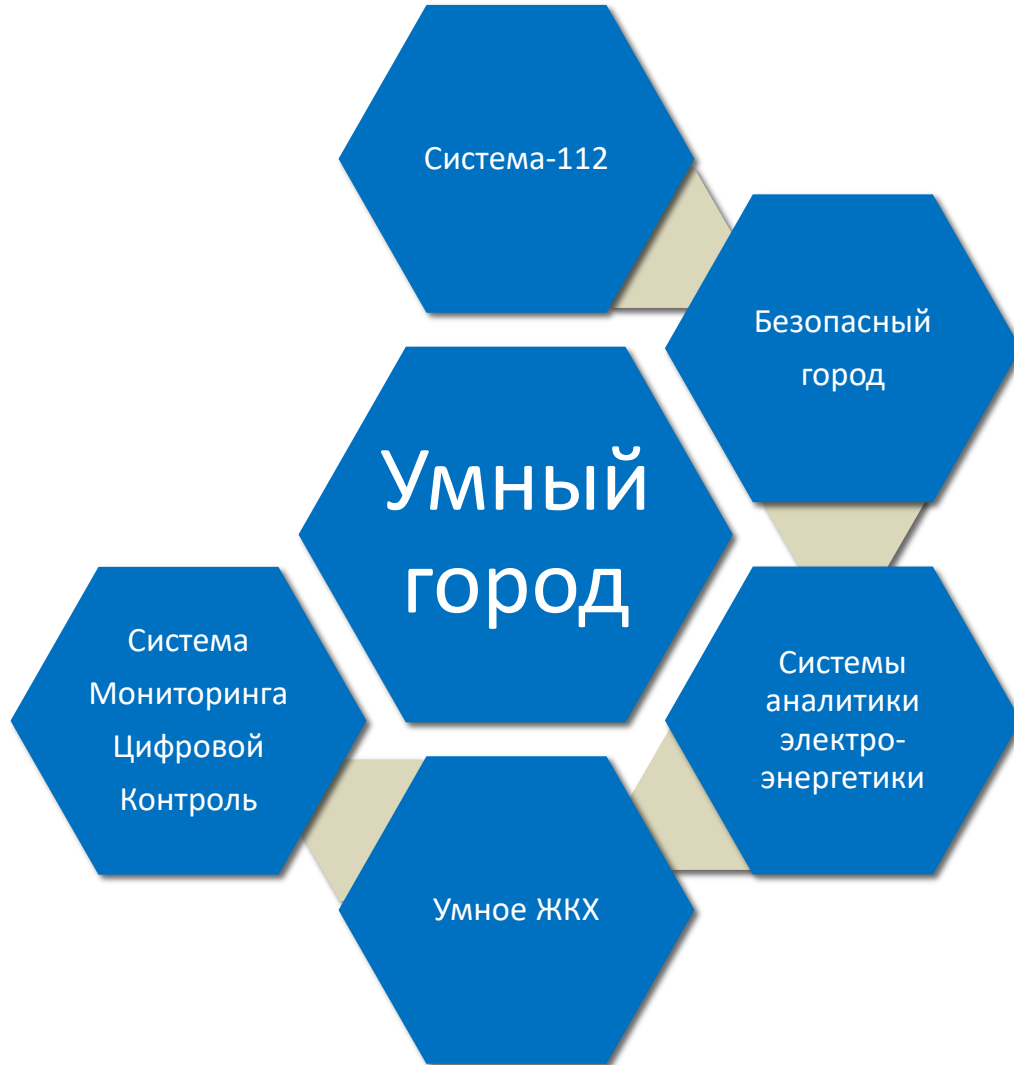 Система-112
Безопасный
город
Умный
город
Система
Мониторинга
Цифровой
Контроль
Системы
аналитики
электро-
энергетики
Умное ЖКХ